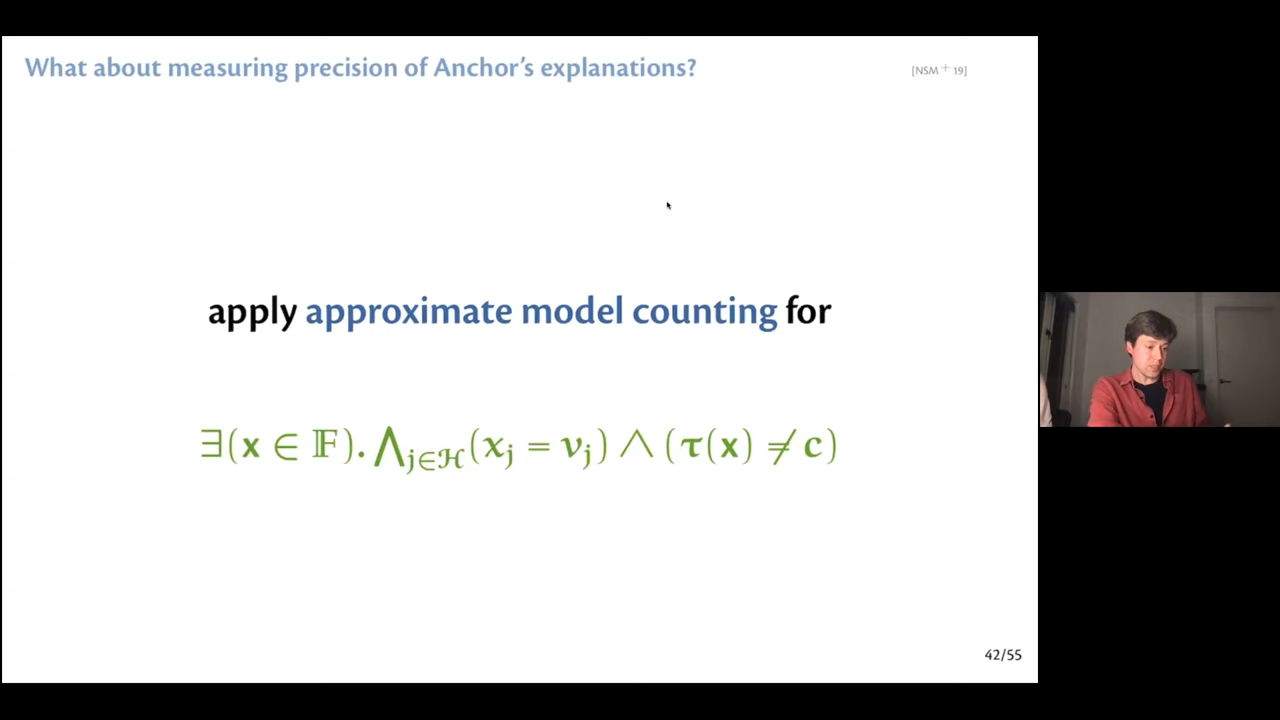 What about measuring precision of Anchor's explanations?
[NSM+19]
apply approximate model counting for
∃(x ∈ 𝔽). ⋀j∈ℋ(xj = vj) ∧ (τ(x) ≠ c)
42/55